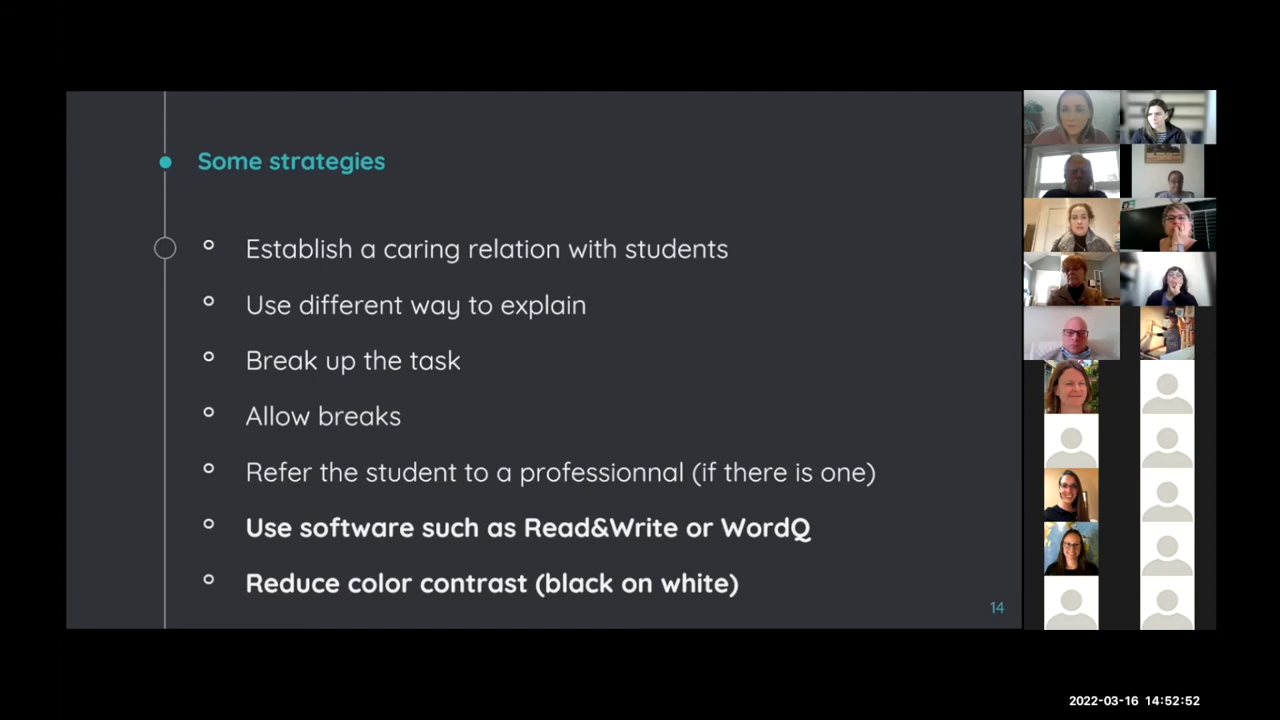 Some strategies
Establish a caring relation with students
Use different way to explain
Break up the task
Allow breaks
Refer the student to a professionnal (if there is one)
Use software such as Read&Write or WordQ
Reduce color contrast (black on white)
14
2022-03-16 14:52:52